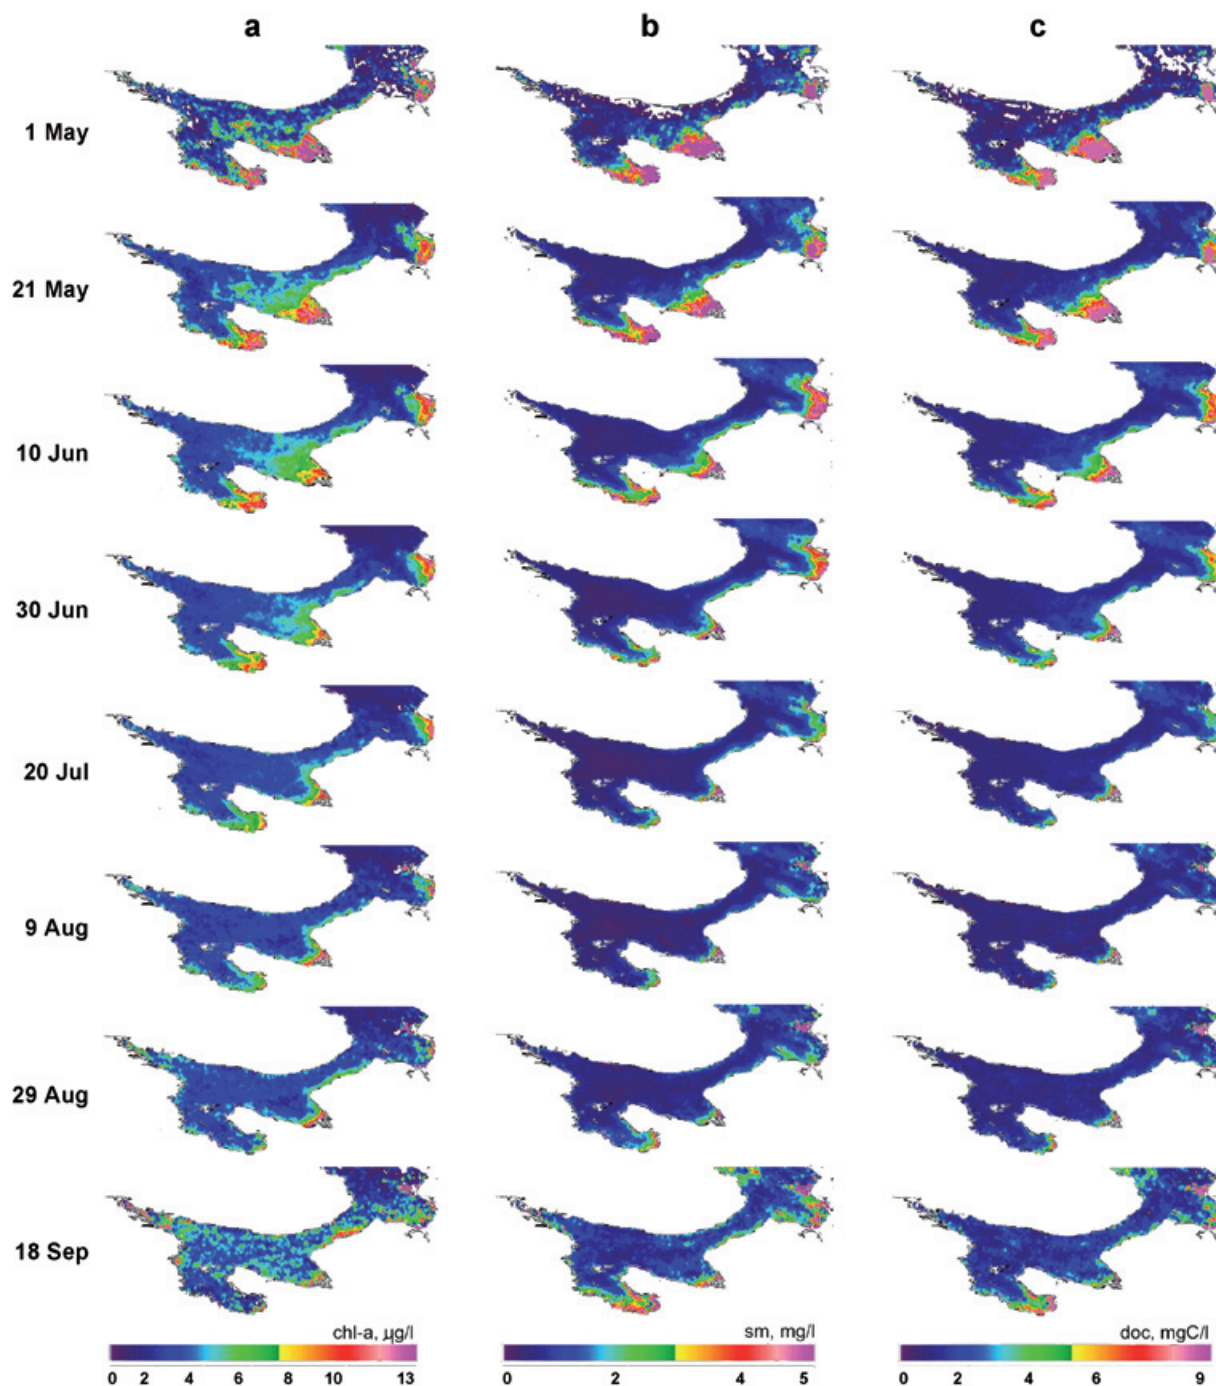 a b c
1 May
21 May
10 Jun
30 Jun
20 Jul
9 Aug
29 Aug
18 Sep
chl-a, µg/l sm, mg/l doc, mgC/l
0 2 4 6 8 10 13 0 2 4 5 0 2 4 6 9